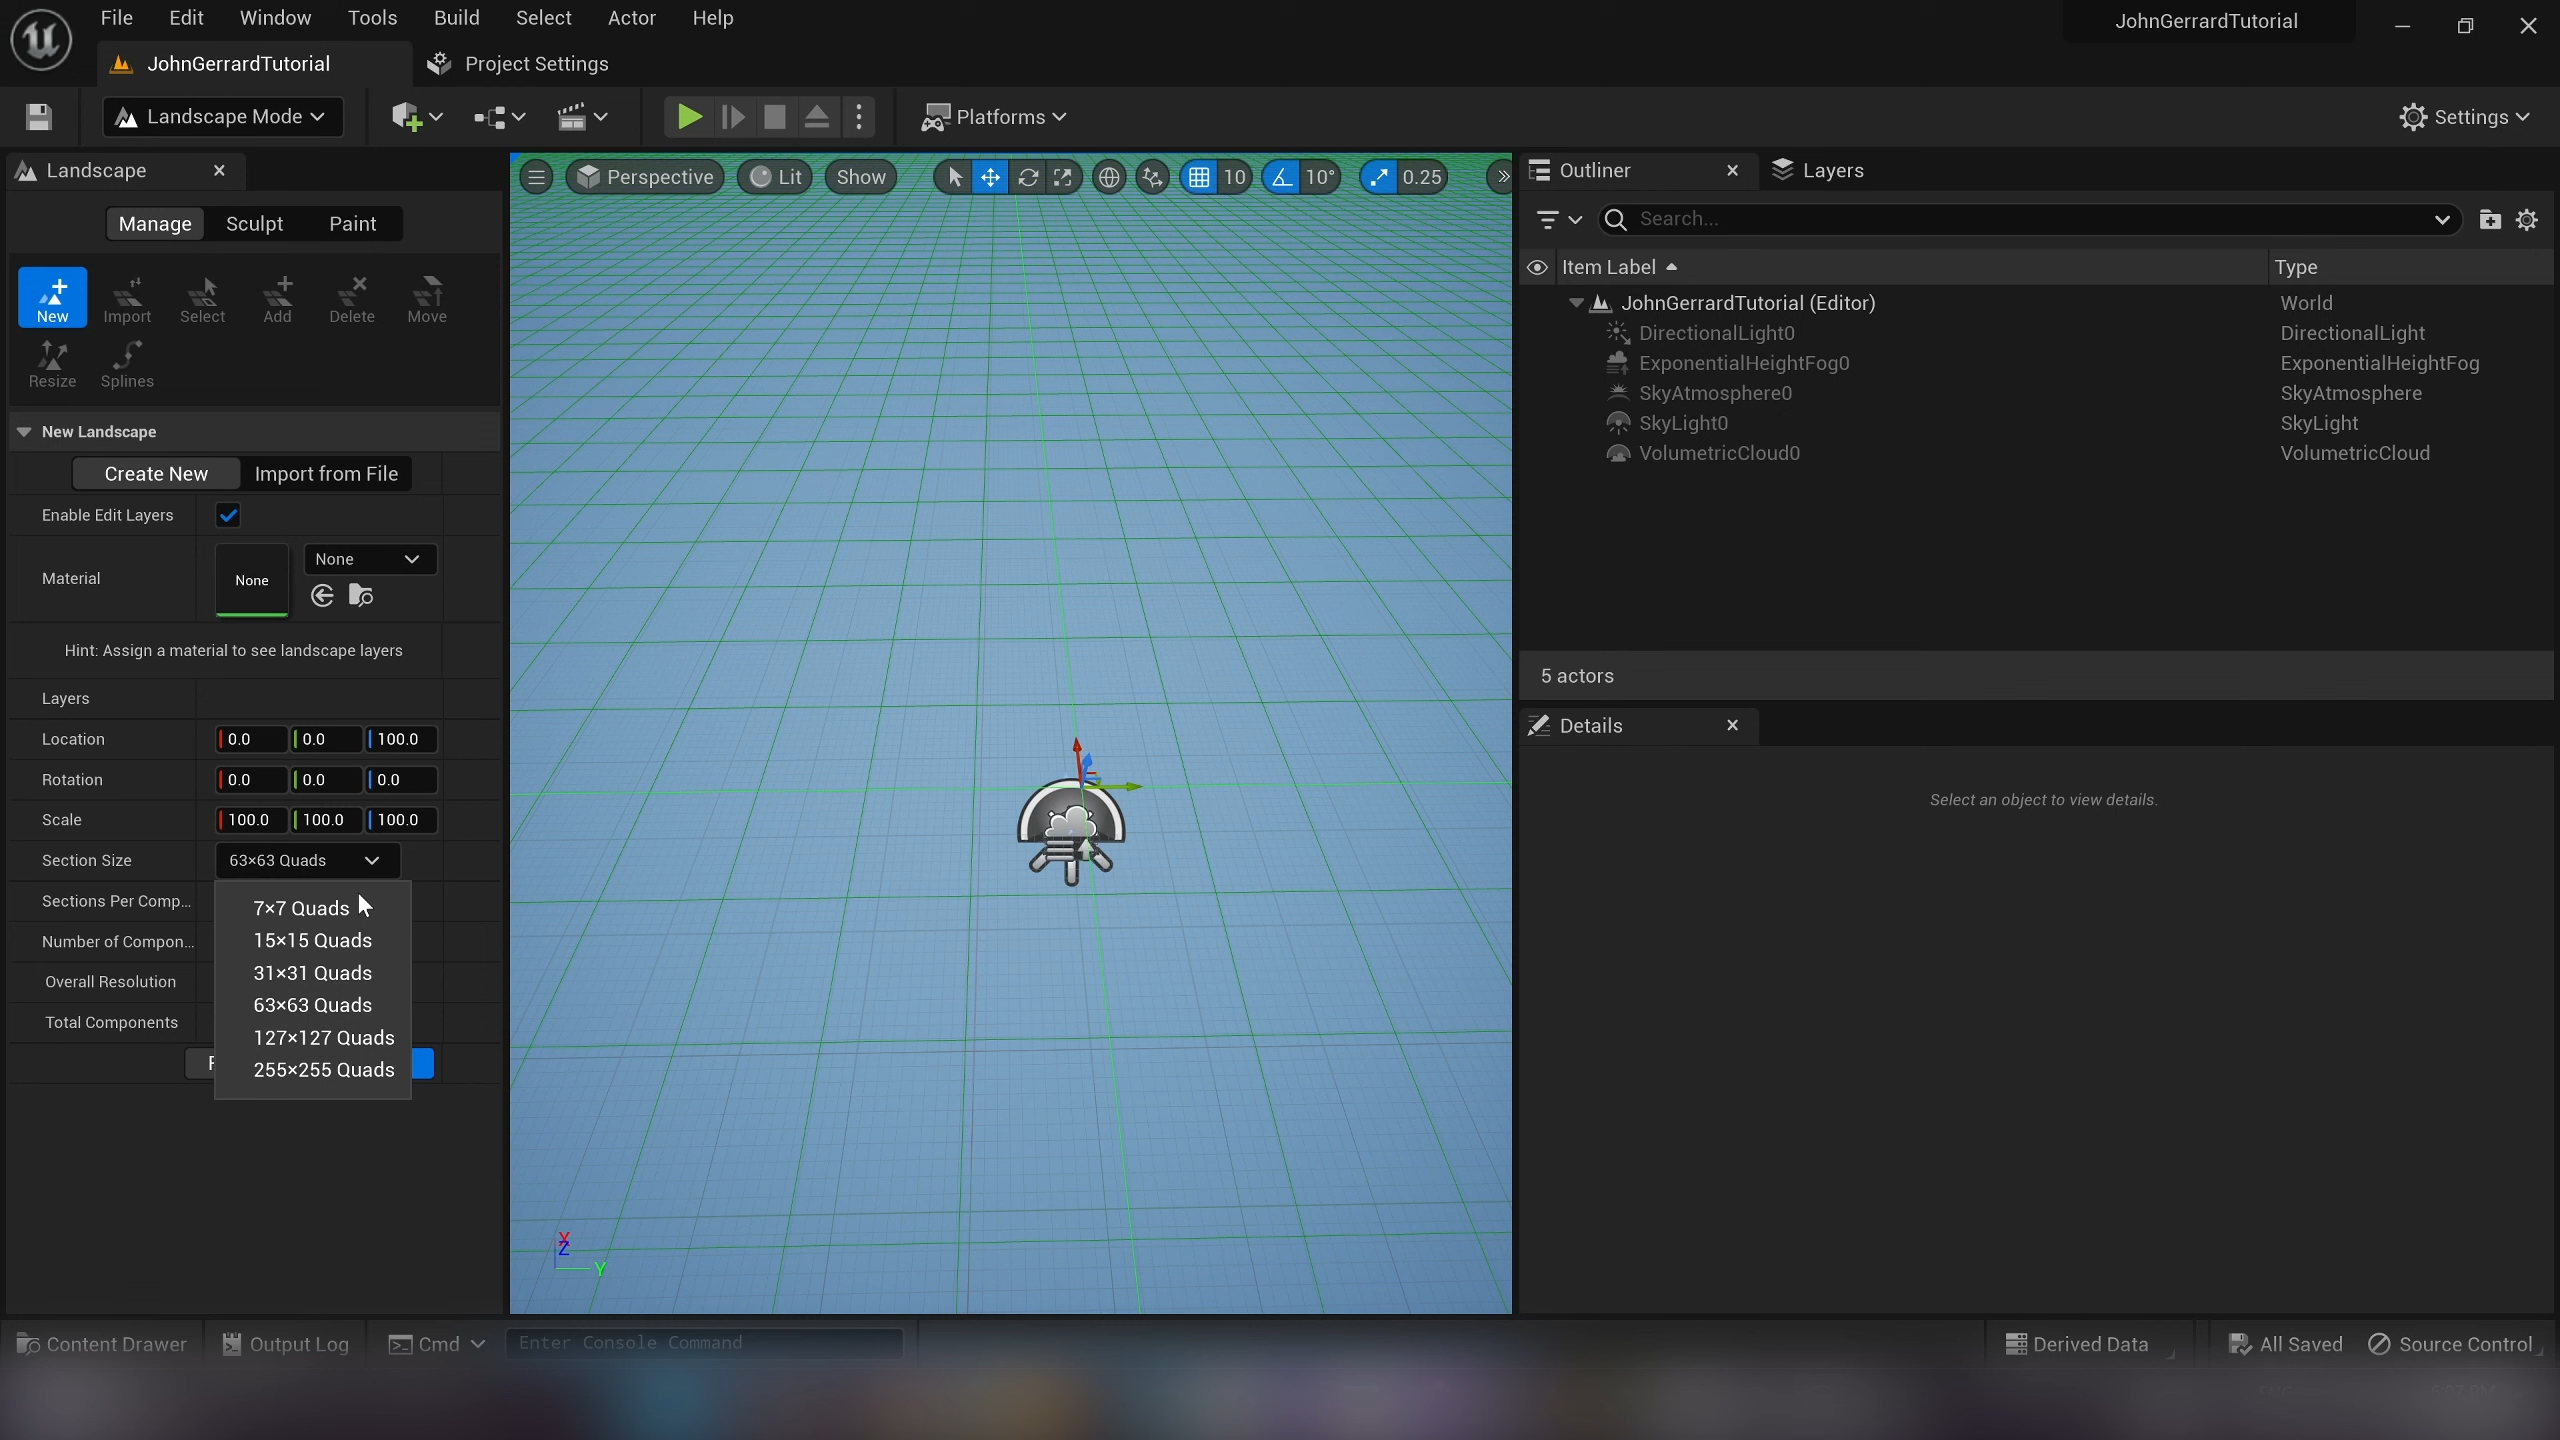 File Edit Window Tools Build Select Actor Help
JohnGerrardTutorial
JohnGerrardTutorial
Project Settings
Landscape Mode
Platforms
Settings
Landscape
Manage Sculpt Paint
New Import Select Add Delete Move
Resize Splines
New Landscape
Create New Import from File
Enable Edit Layers
Material None None
Hint: Assign a material to see landscape layers
Layers
Location 0.0 0.0 100.0
Rotation 0.0 0.0 0.0
Scale 100.0 100.0 100.0
Section Size 63×63 Quads
Sections Per Comp...
Number of Compon...
Overall Resolution
Total Components
7×7 Quads
15×15 Quads
31×31 Quads
63×63 Quads
127×127 Quads
255×255 Quads
Perspective Lit Show 10 10° 0.25
X
Z
Y
Outliner Layers
Search...
Item Label Type
JohnGerrardTutorial (Editor) World
DirectionalLight0 DirectionalLight
ExponentialHeightFog0 ExponentialHeightFog
SkyAtmosphere0 SkyAtmosphere
SkyLight0 SkyLight
VolumetricCloud0 VolumetricCloud
5 actors
Details
Select an object to view details.
Content Drawer Output Log Cmd Enter Console Command
Derived Data All Saved Source Control